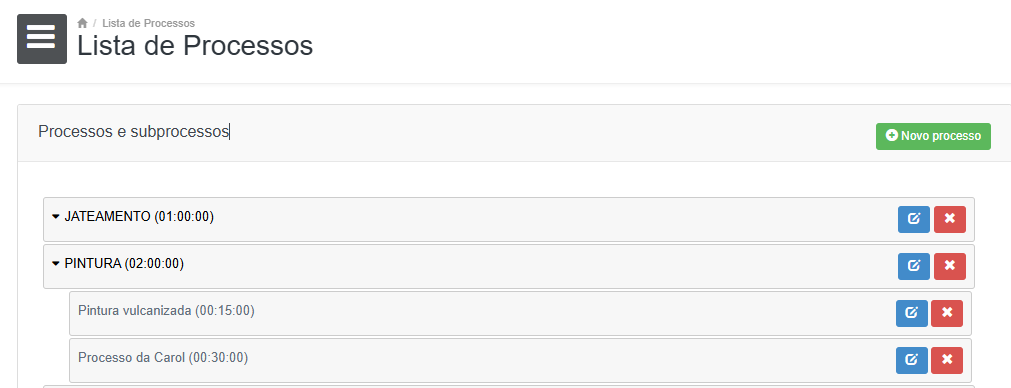 / Lista de Processos
Lista de Processos
Processos e subprocessos
Novo processo
JATEAMENTO (01:00:00)
PINTURA (02:00:00)
Pintura vulcanizada (00:15:00)
Processo da Carol (00:30:00)